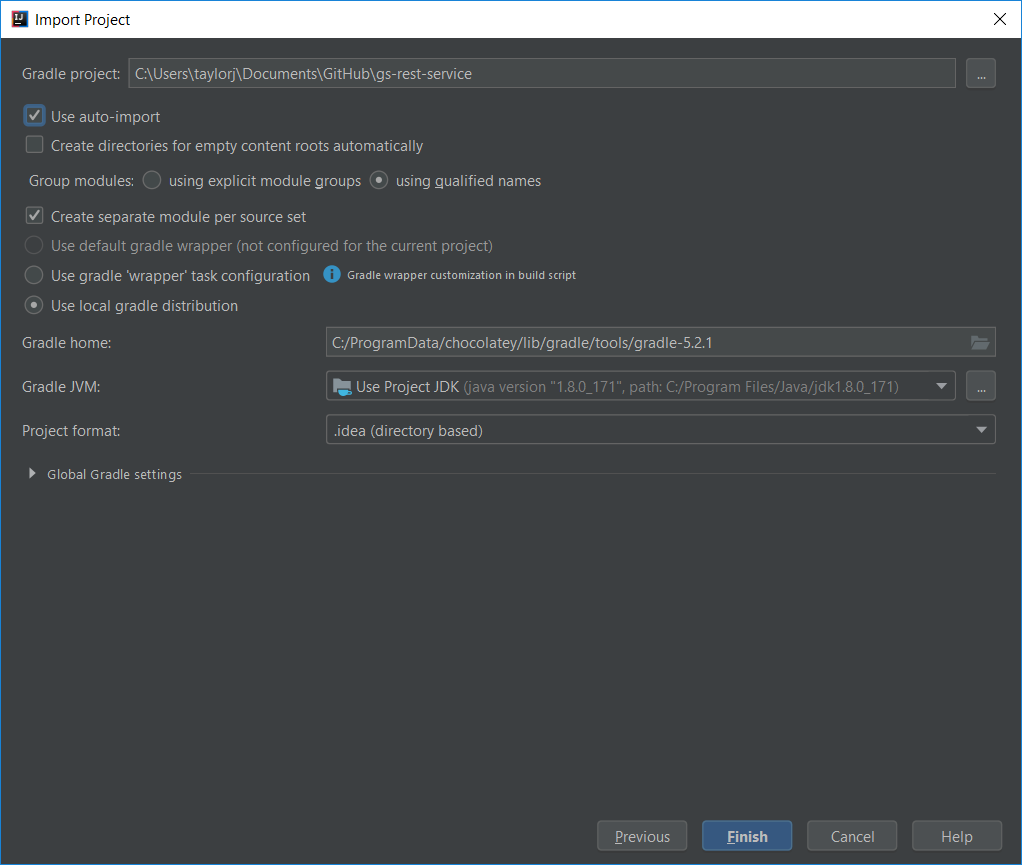 Import Project
Gradle project: C:\Users\taylorj\Documents\GitHub\gs-rest-service ...
Use auto-import
Create directories for empty content roots automatically
Group modules: using explicit module groups using qualified names
Create separate module per source set
Use default gradle wrapper (not configured for the current project)
Use gradle 'wrapper' task configuration Gradle wrapper customization in build script
Use local gradle distribution
Gradle home: C:/ProgramData/chocolatey/lib/gradle/tools/gradle-5.2.1
Gradle JVM: Use Project JDK (java version "1.8.0_171", path: C:/Program Files/Java/jdk1.8.0_171) ...
Project format: .idea (directory based)
Global Gradle settings
Previous Finish Cancel Help